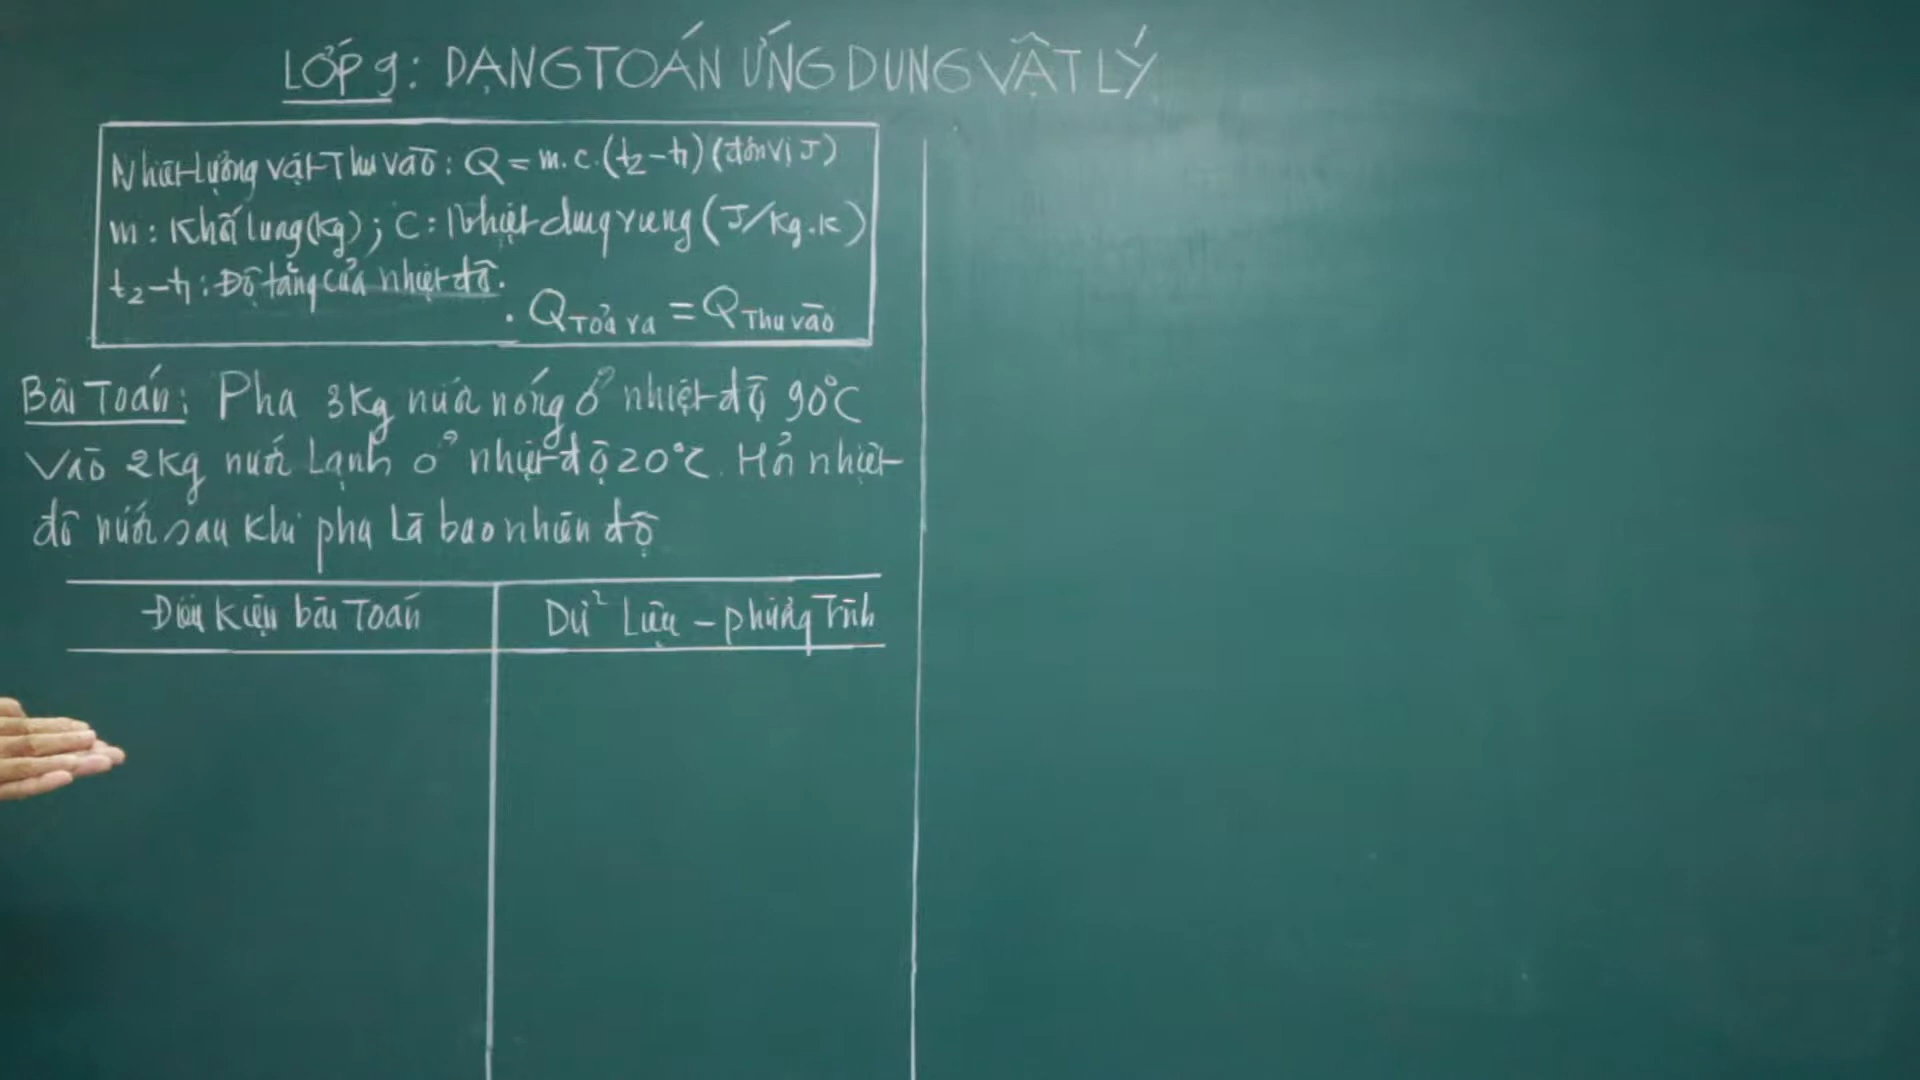 LỚP 9: DẠNG TOÁN ỨNG DỤNG VẬT LÝ
Nhiệt lượng vật Thu vào: Q = m.c.(t₂-t₁) (đơn vị J)
m: Khối lượng (kg); C: Nhiệt dung riêng (J/kg.K)
t₂-t₁: Độ tăng của nhiệt độ.
. Q Tỏa ra = Q Thu vào
Bài Toán: Pha 3kg nước nóng ở nhiệt độ 90°C
vào 2kg nước Lạnh ở nhiệt độ 20°C. Hỏi nhiệt
độ nước sau khi pha Là bao nhiêu độ
Điều kiện bài Toán
Dữ Liệu - phương Trình